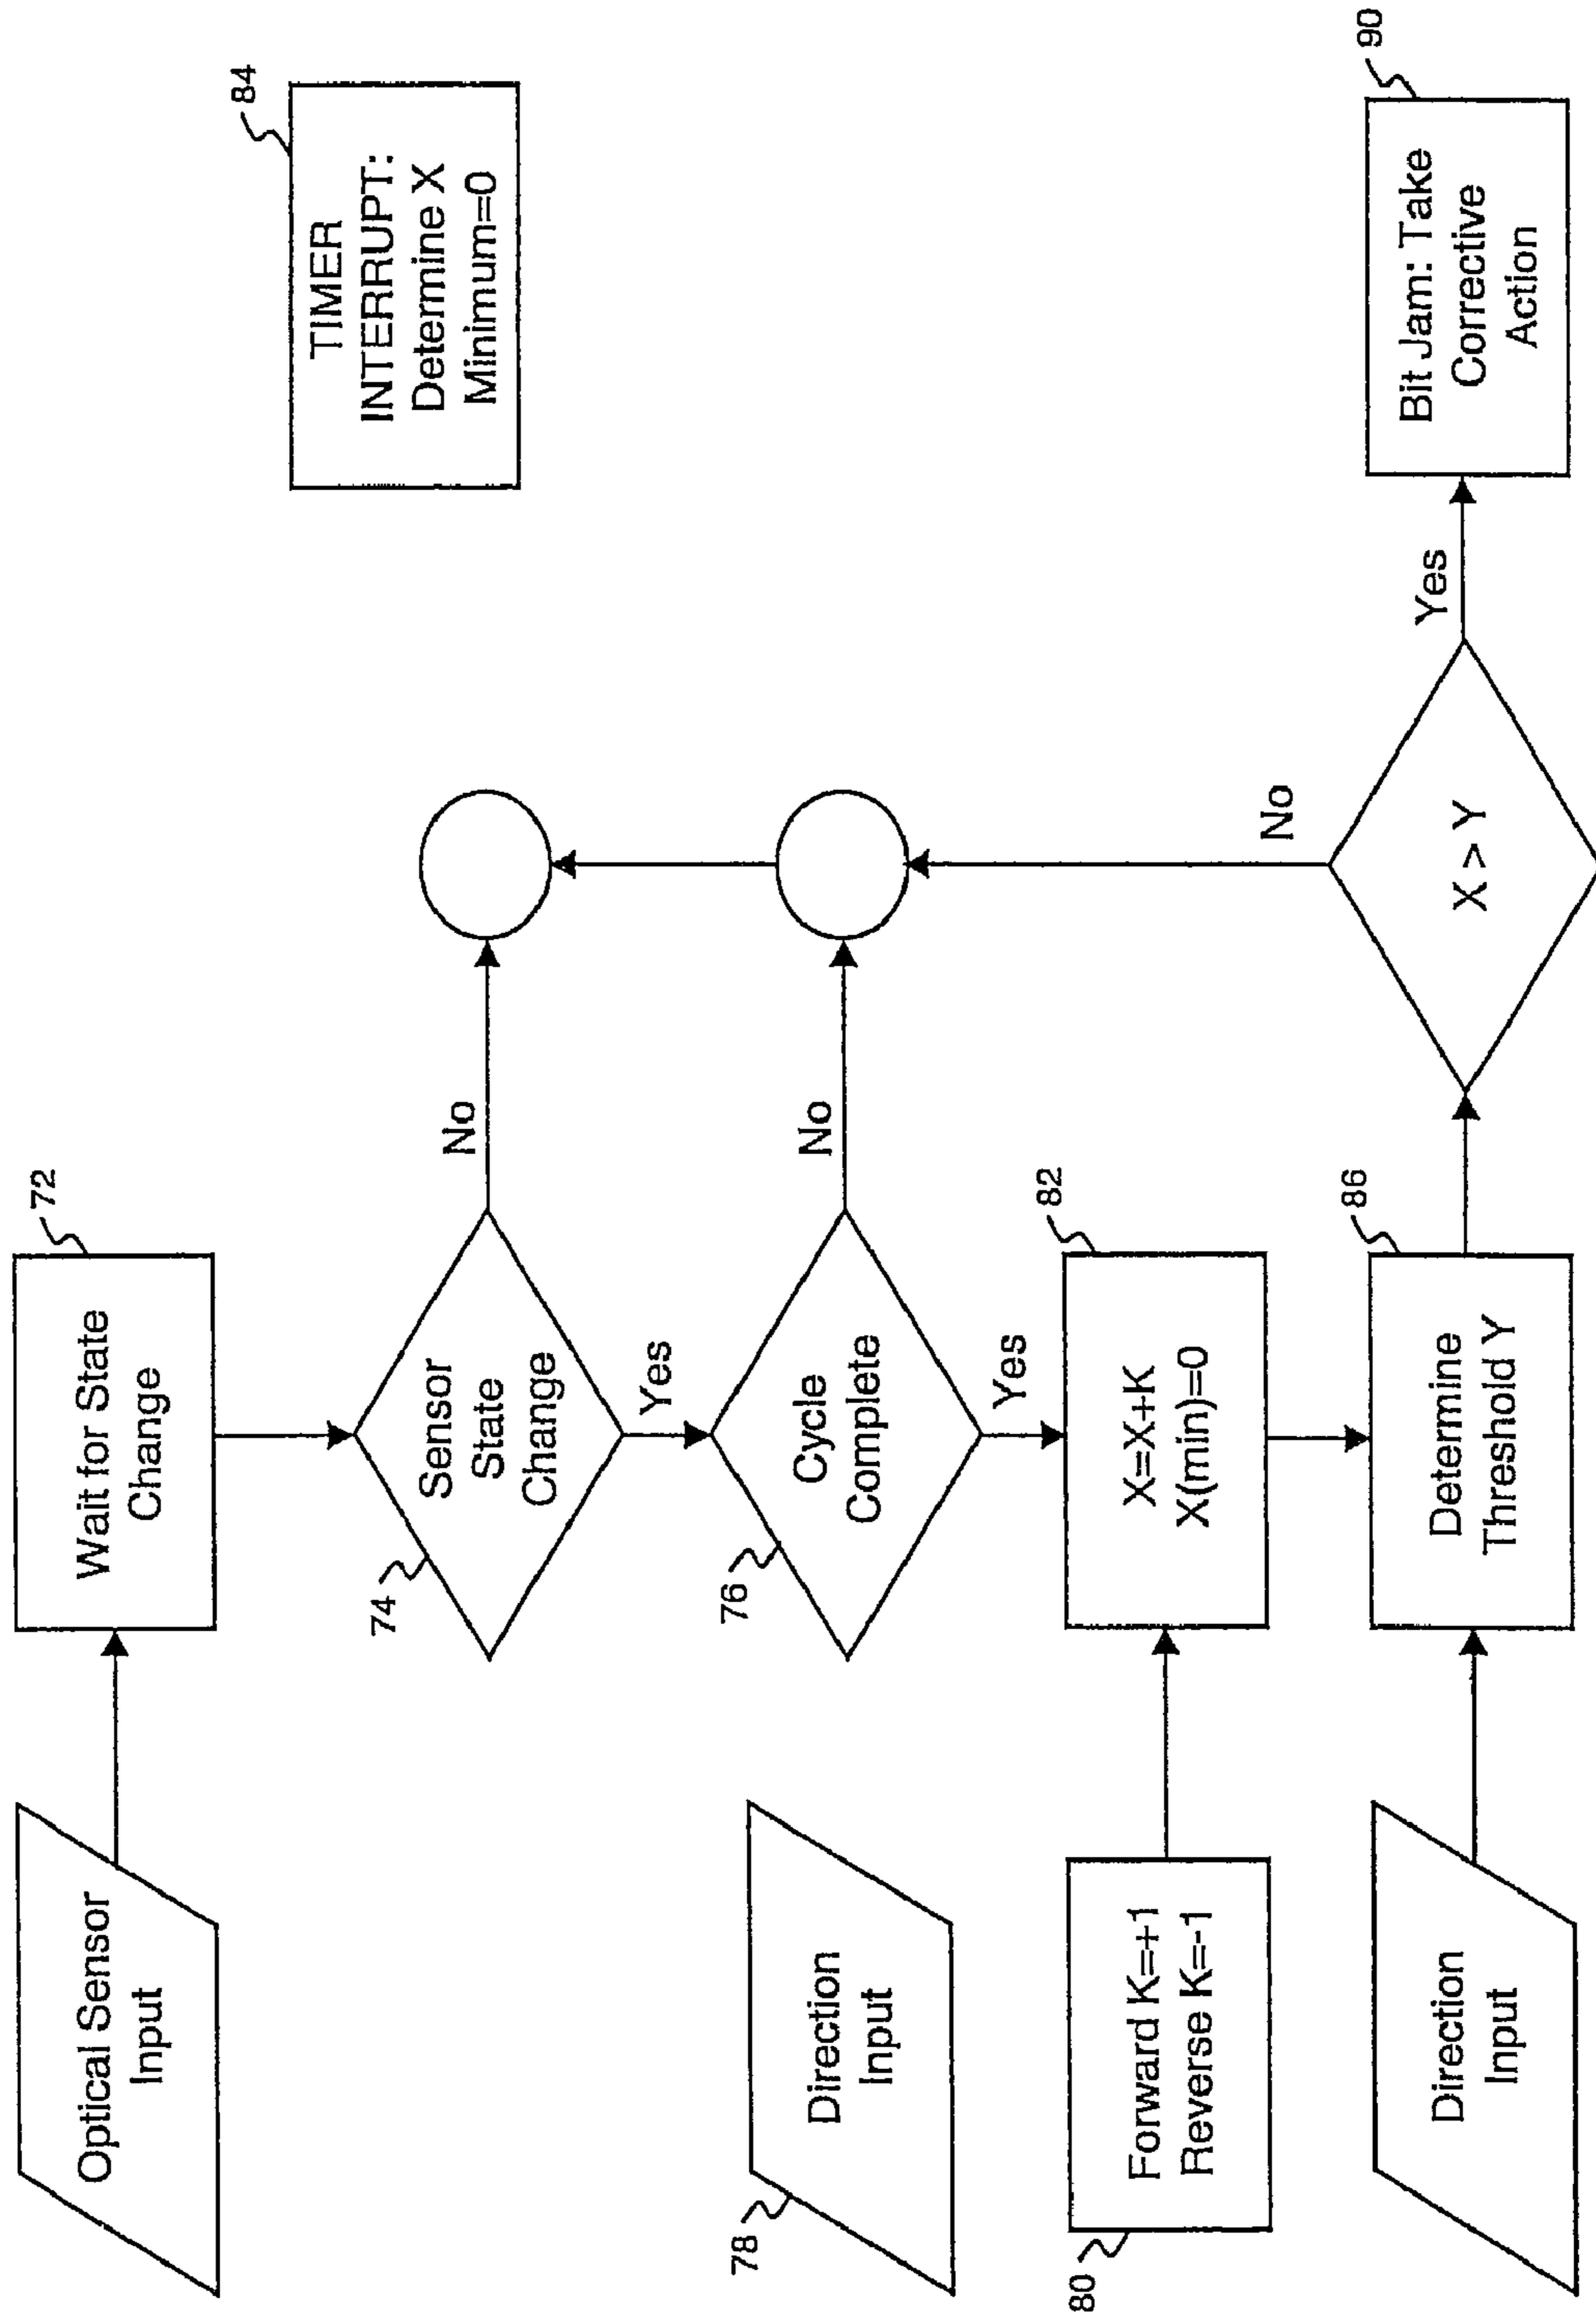 Optical Sensor
Input
Wait for State
Change
72
Sensor
State
Change
74
No
Yes
TIMER
INTERRUPT:
Determine X
Minimum=0
84
Direction
Input
78
Cycle
Complete
76
No
Yes
Forward K=+1
Reverse K=-1
80
X=X+K
X(min)=0
82
Direction
Input
Determine
Threshold Y
86
X > Y
No
Yes
Bit Jam: Take
Corrective
Action
90